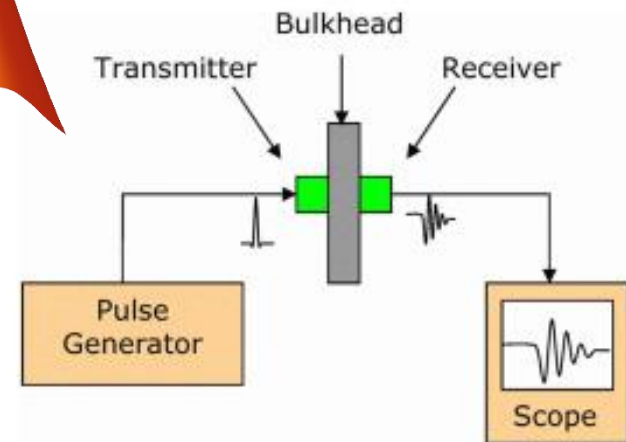 Bulkhead
Transmitter
Receiver
Pulse
Generator
Scope